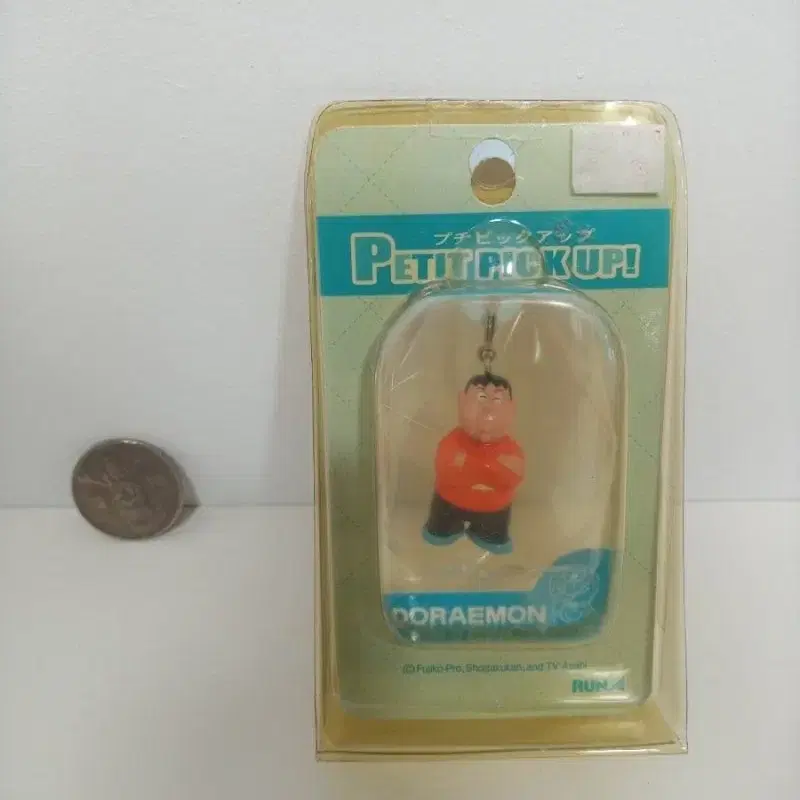 プチピックアップ
PETIT PICK UP!
DORAEMON
© Fujiko-Pro, Shogakukan, and TV Asahi
RUN'A